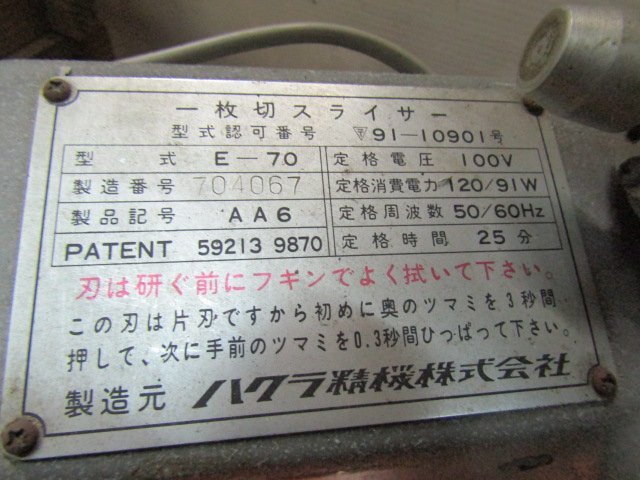 一枚切スライサー
型式認可番号 〒91-10901号
型式 E-70 定格電圧 100V
製造番号 704067 定格消費電力 120/91W
製品記号 AA6 定格周波数 50/60Hz
PATENT 59213 9870 定格時間 25分
刃は研ぐ前にフキンでよく拭いて下さい。
この刃は片刃ですから初めに奥のツマミを3秒間
押して、次に手前のツマミを0.3秒間ひっぱって下さい。
製造元 ハクラ精機株式会社